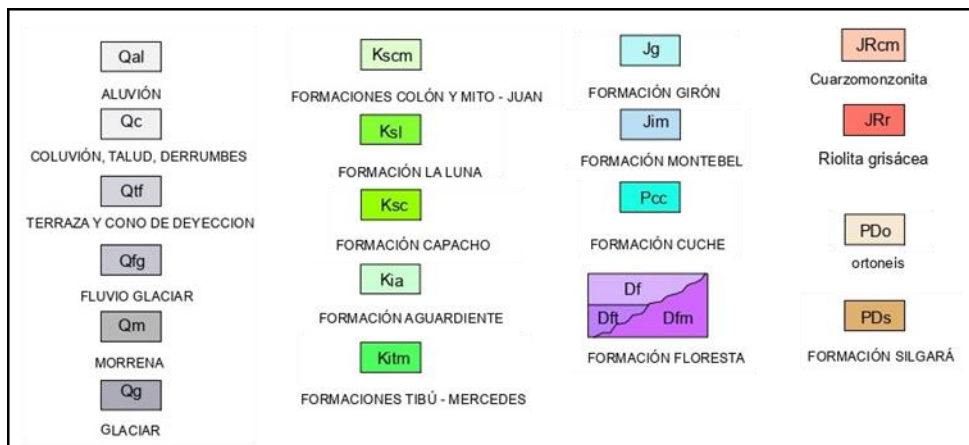 Qal
ALUVIÓN
Qc
COLUVIÓN, TALUD, DERRUMBES
Qtf
TERRAZA Y CONO DE DEYECCION
Qfg
FLUVIO GLACIAR
Qm
MORRENA
Qg
GLACIAR
Kscm
FORMACIONES COLÓN Y MITO - JUAN
Ksl
FORMACIÓN LA LUNA
Ksc
FORMACIÓN CAPACHO
Kia
FORMACIÓN AGUARDIENTE
Kitm
FORMACIONES TIBÚ - MERCEDES
Jg
FORMACIÓN GIRÓN
Jim
FORMACIÓN MONTEBEL
Pcc
FORMACIÓN CUCHE
Df
Dft Dfm
FORMACIÓN FLORESTA
JRcm
Cuarzomonzonita
JRr
Riolita grisácea
PDo
ortoneis
PDs
FORMACIÓN SILGARÁ